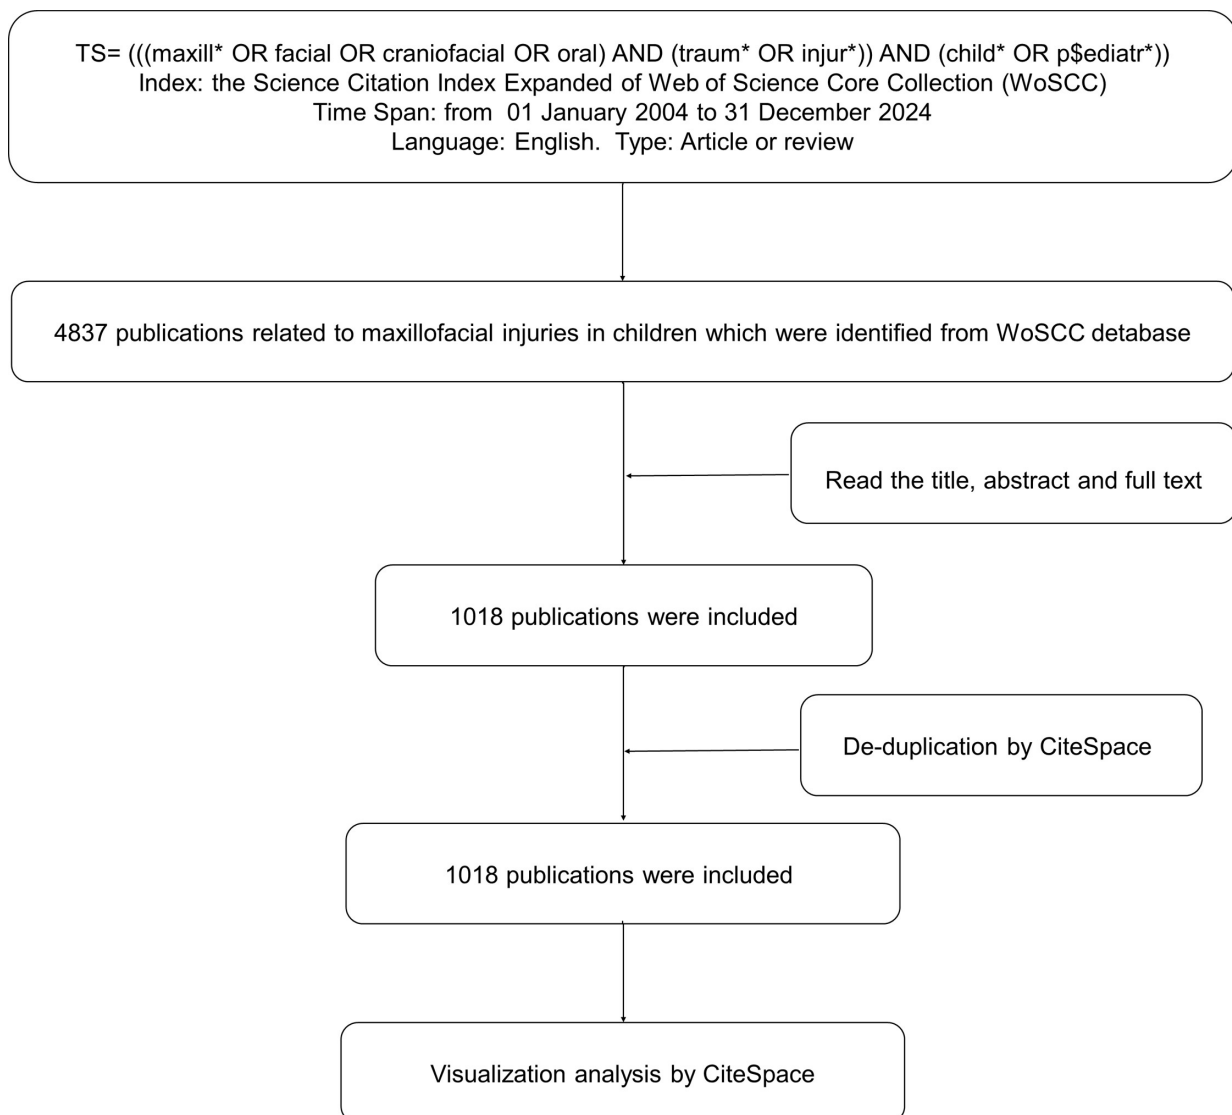 TS= (((maxill* OR facial OR craniofacial OR oral) AND (traum* OR injur*)) AND (child* OR p$ediatr*))
Index: the Science Citation Index Expanded of Web of Science Core Collection (WoSCC)
Time Span: from 01 January 2004 to 31 December 2024
Language: English. Type: Article or review
4837 publications related to maxillofacial injuries in children which were identified from WoSCC detabase
Read the title, abstract and full text
1018 publications were included
De-duplication by CiteSpace
1018 publications were included
Visualization analysis by CiteSpace